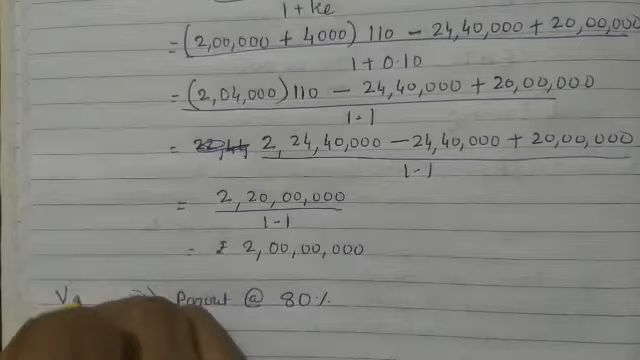 1 + ke
= (2,00,000 + 4000) 110 - 24,40,000 + 20,00,000
1 + 0.10
= (2,04,000) 110 - 24,40,000 + 20,00,000
1.1
= 2,24,40,000 - 24,40,000 + 20,00,000
1.1
= 2,20,00,000
1.1
= ₹ 2,00,00,000
Payout @ 80%